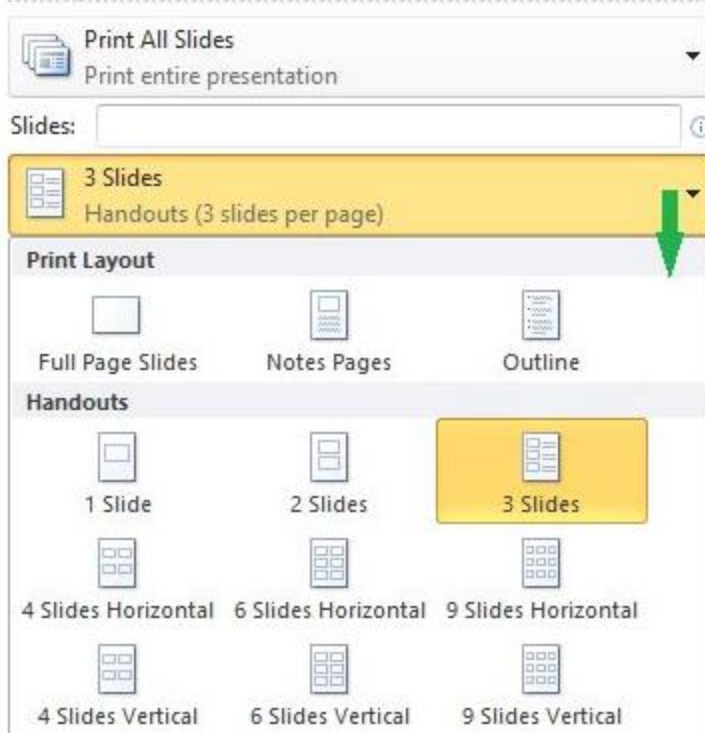 Print All Slides
Print entire presentation
Slides:
3 Slides
Handouts (3 slides per page)
Print Layout
Full Page Slides Notes Pages Outline
Handouts
1 Slide 2 Slides 3 Slides
4 Slides Horizontal 6 Slides Horizontal 9 Slides Horizontal
4 Slides Vertical 6 Slides Vertical 9 Slides Vertical